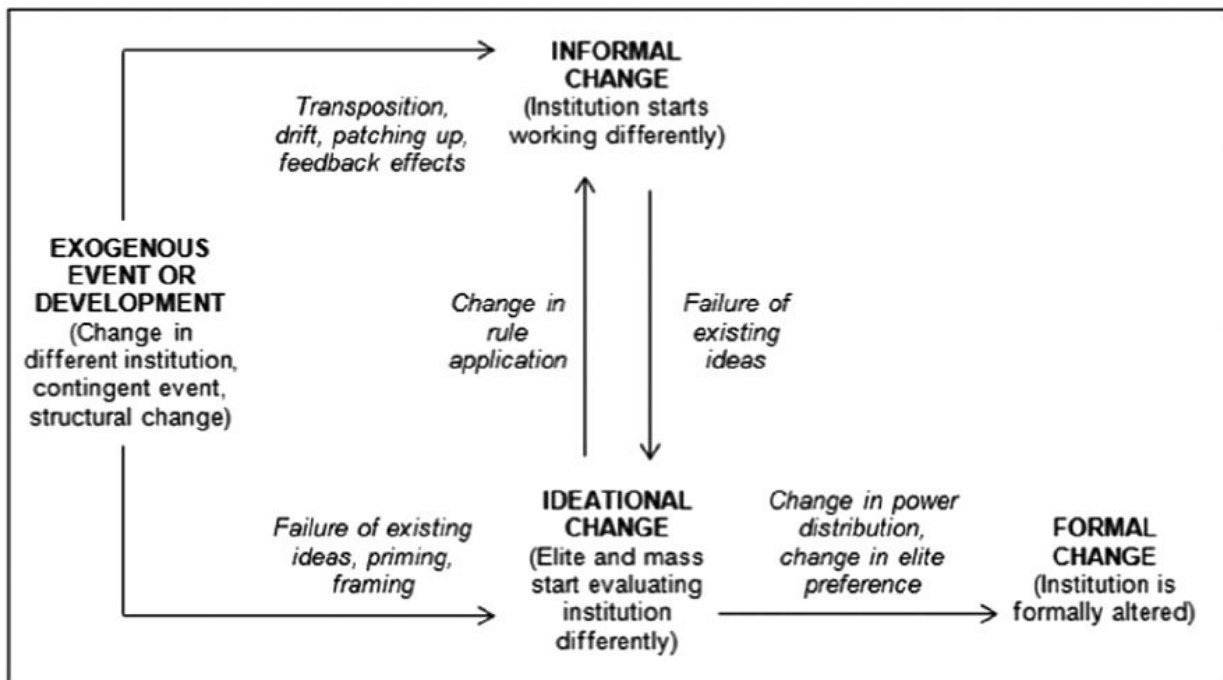 INFORMAL
CHANGE
(Institution starts
working differently)
Transposition,
drift, patching up,
feedback effects
EXOGENOUS
EVENT OR
DEVELOPMENT
(Change in
different institution,
contingent event,
structural change)
Change in
rule
application
Failure of
existing
ideas
Failure of existing
ideas, priming,
framing
IDEATIONAL
CHANGE
(Elite and mass
start evaluating
institution
differently)
Change in power
distribution,
change in elite
preference
FORMAL
CHANGE
(Institution is
formally altered)